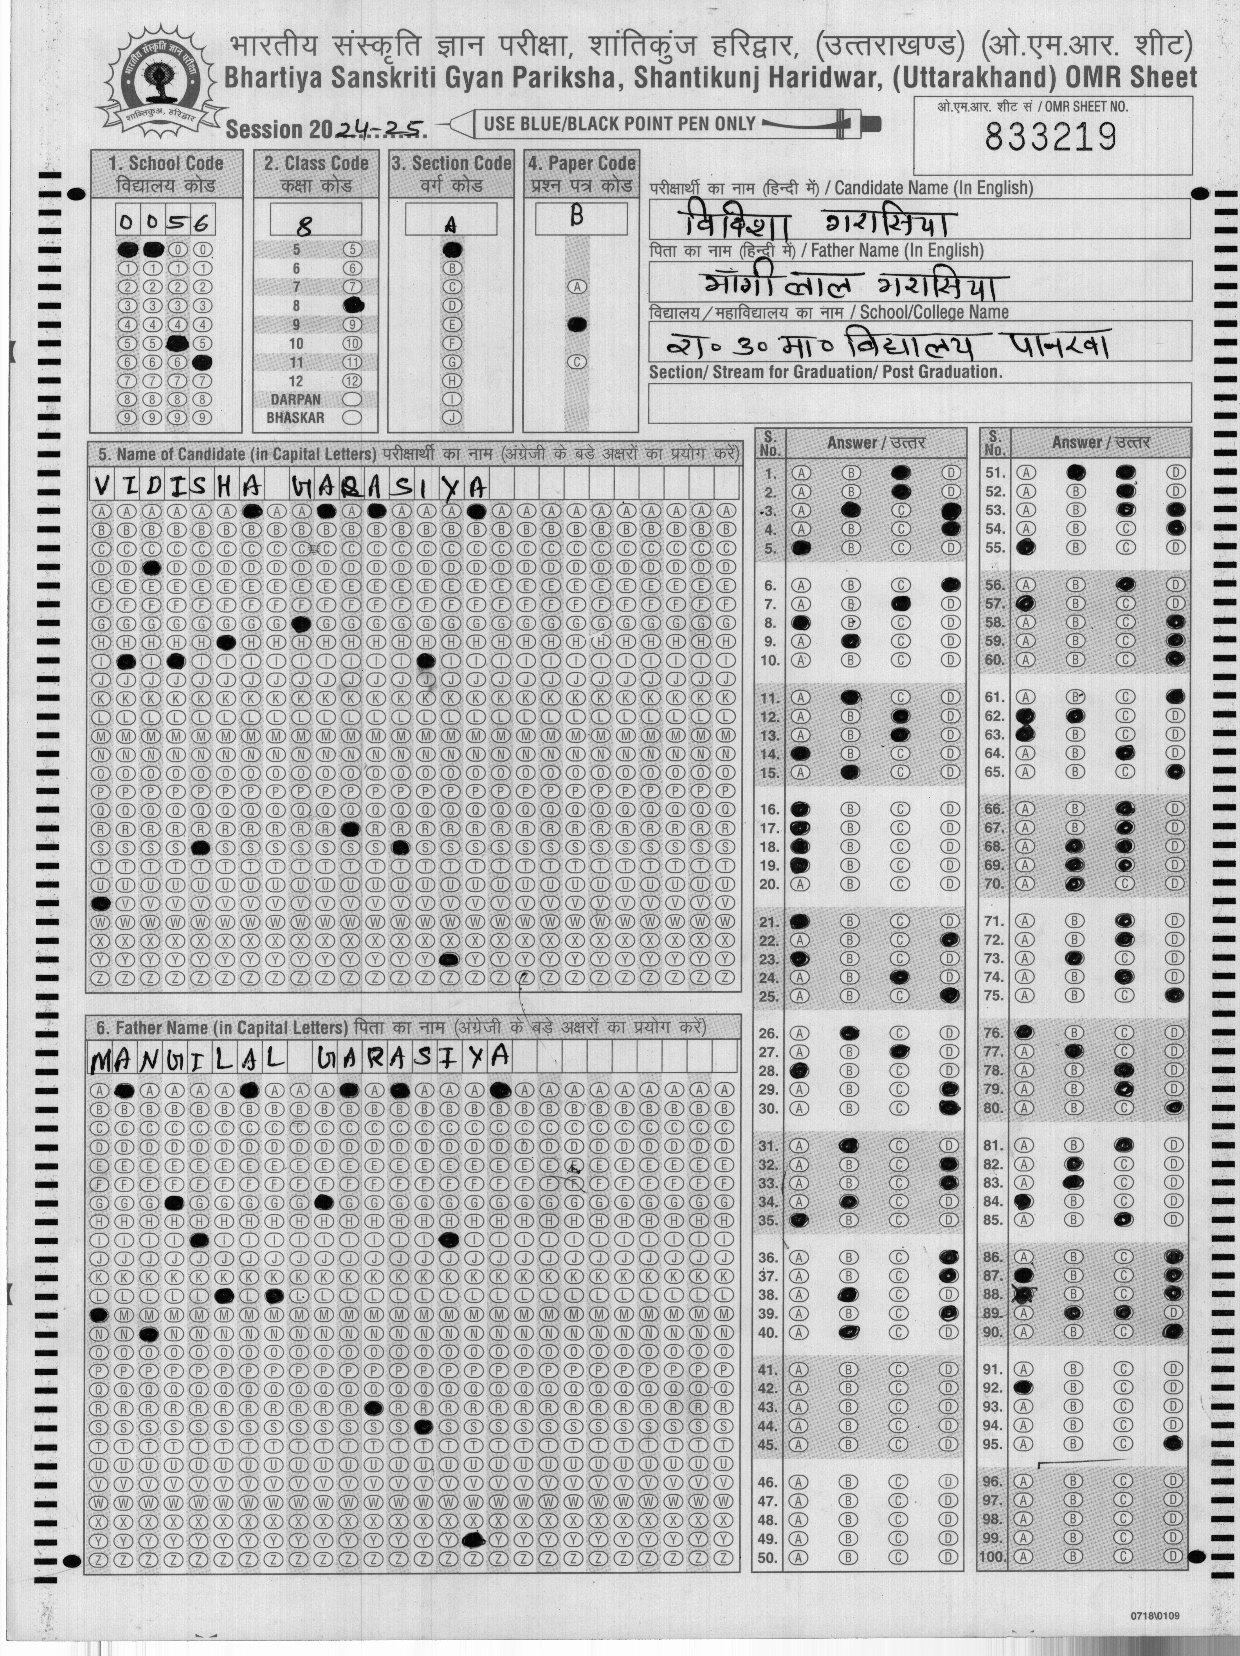 भारतीय संस्कृति ज्ञान परीक्षा, शांतिकुंज हरिद्वार, (उत्तराखण्ड) (ओ.एम.आर. शीट)
Bhartiya Sanskriti Gyan Pariksha, Shantikunj Haridwar, (Uttarakhand) OMR Sheet
Session 2024-25.
USE BLUE/BLACK POINT PEN ONLY
ओ.एम.आर. शीट सं / OMR SHEET NO.
833219
1. School Code
विद्यालय कोड
0056
2. Class Code
कक्षा कोड
8
5
6
7
8
9
10
11
12
DARPAN
BHASKAR
3. Section Code
वर्ग कोड
A
4. Paper Code
प्रश्न पत्र कोड
B
परीक्षार्थी का नाम (हिन्दी में) / Candidate Name (In English)
विदिशा गरासिया
पिता का नाम (हिन्दी में) / Father Name (In English)
माँगी लाल गरासिया
विद्यालय/महाविद्यालय का नाम / School/College Name
रा० उ० मा० विद्यालय पानरवा
Section/ Stream for Graduation/ Post Graduation.
5. Name of Candidate (in Capital Letters) परीक्षार्थी का नाम (अंग्रेजी के बड़े अक्षरों का प्रयोग करें)
VIDISHA GARASIYA
6. Father Name (in Capital Letters) पिता का नाम (अंग्रेजी के बड़े अक्षरों का प्रयोग करें)
MANGILAL GARASIYA
S. No. Answer / उत्तर
S. No. Answer / उत्तर
0718\0109